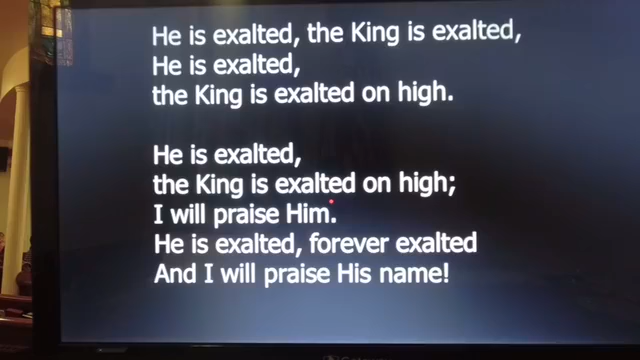 He is exalted, the King is exalted,
He is exalted,
the King is exalted on high.
He is exalted,
the King is exalted on high;
I will praise Him.
He is exalted, forever exalted
And I will praise His name!